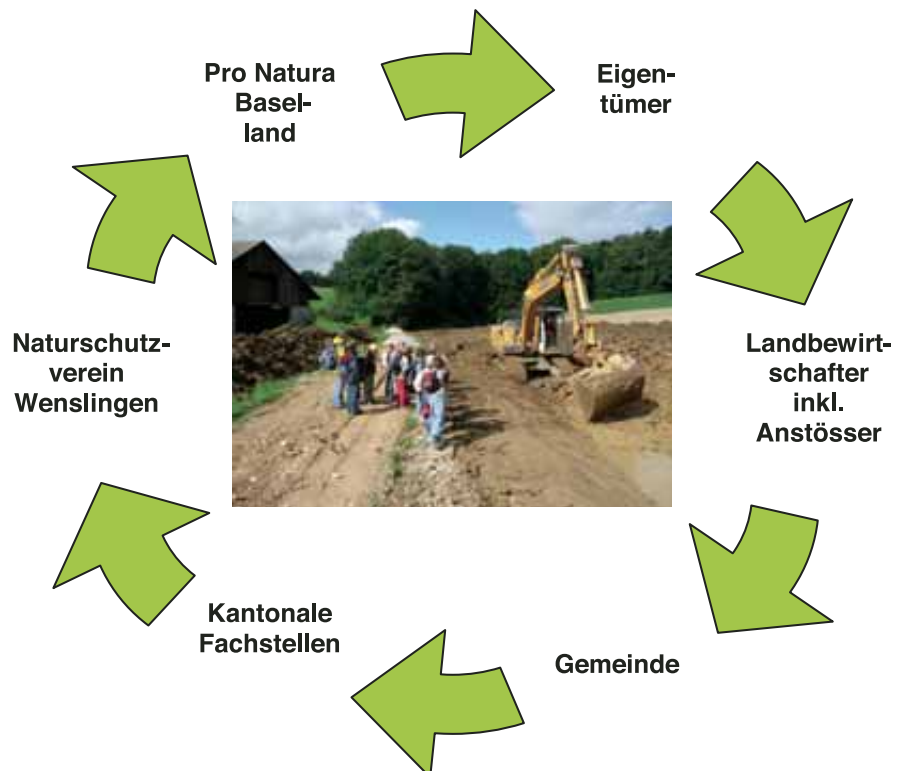 Pro Natura
Basel-
land
Eigen-
tümer
Landbewirt-
schafter
inkl.
Anstösser
Gemeinde
Kantonale
Fachstellen
Naturschutz-
verein
Wenslingen